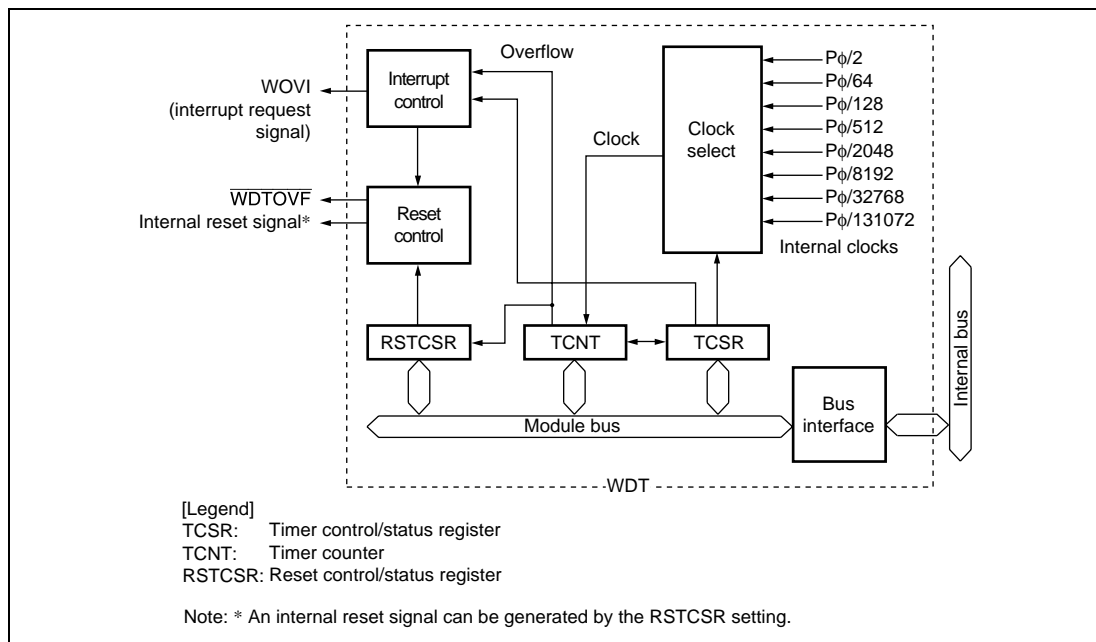 Overflow
WOVI
(interrupt request
signal)
Interrupt
control
Clock
Clock
select
Pϕ/2
Pϕ/64
Pϕ/128
Pϕ/512
Pϕ/2048
Pϕ/8192
Pϕ/32768
Pϕ/131072
Internal clocks
WDTOVF
Internal reset signal*
Reset
control
RSTCSR
TCNT
TCSR
Module bus
Bus
interface
Internal bus
WDT
[Legend]
TCSR: Timer control/status register
TCNT: Timer counter
RSTCSR: Reset control/status register
Note: * An internal reset signal can be generated by the RSTCSR setting.